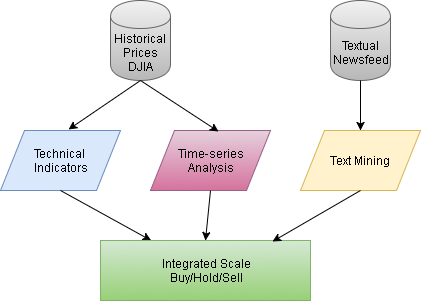 Historical
Prices
DJIA
Textual
Newsfeed
Technical
Indicators
Time-series
Analysis
Text Mining
Integrated Scale
Buy/Hold/Sell